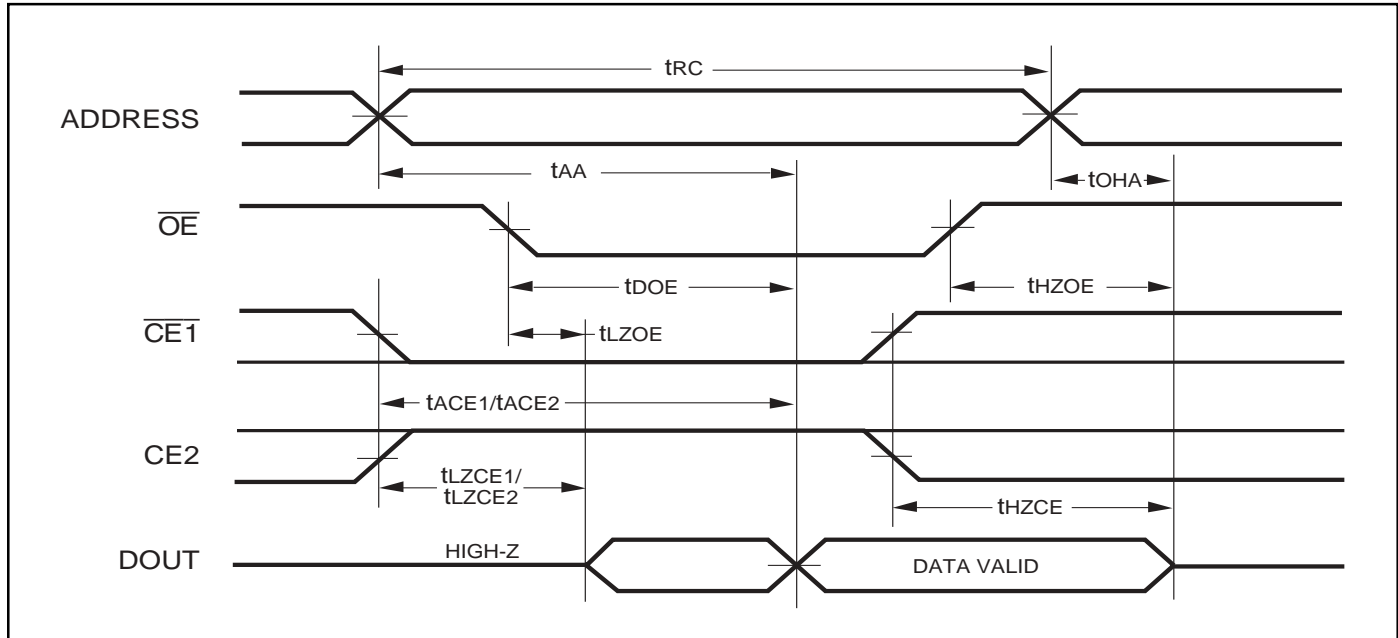 tRC
ADDRESS
tAA
tOHA
OE
tDOE
tHZOE
CE1
tLZOE
tACE1/tACE2
CE2
tLZCE1/
tLZCE2
tHZCE
DOUT
HIGH-Z
DATA VALID